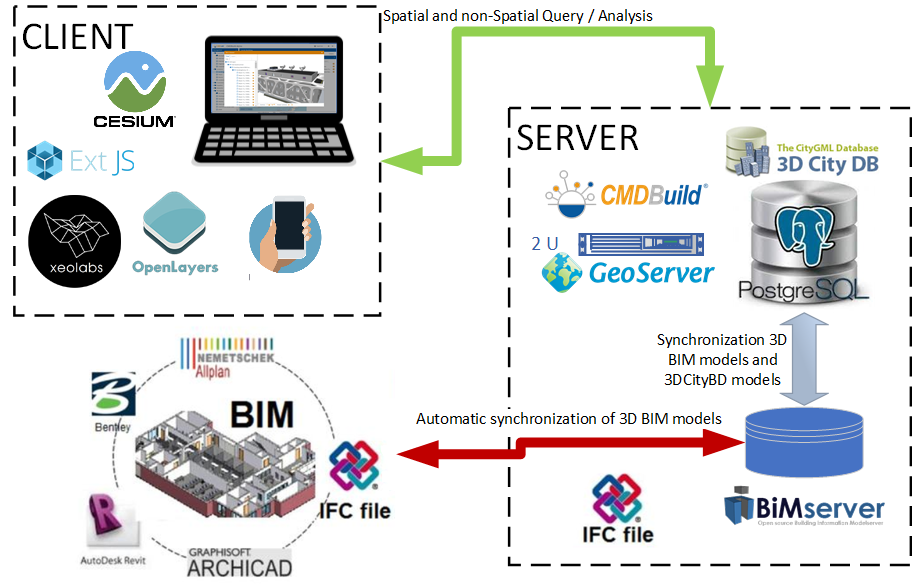 Spatial and non-Spatial Query / Analysis
CLIENT
CESIUM
Ext JS
xeolabs
OpenLayers
SERVER
The CityGML Database
3D City DB
CMDBuild®
2 U
GeoServer
PostgreSQL
Synchronization 3D
BIM models and
3DCityBD models
NEMETSCHEK
Allplan
Bentley
BIM
IFC file
AutoDesk Revit
GRAPHISOFT
ARCHICAD
Automatic synchronization of 3D BIM models
IFC file
BiMserver
Open source Building Information Modelserver